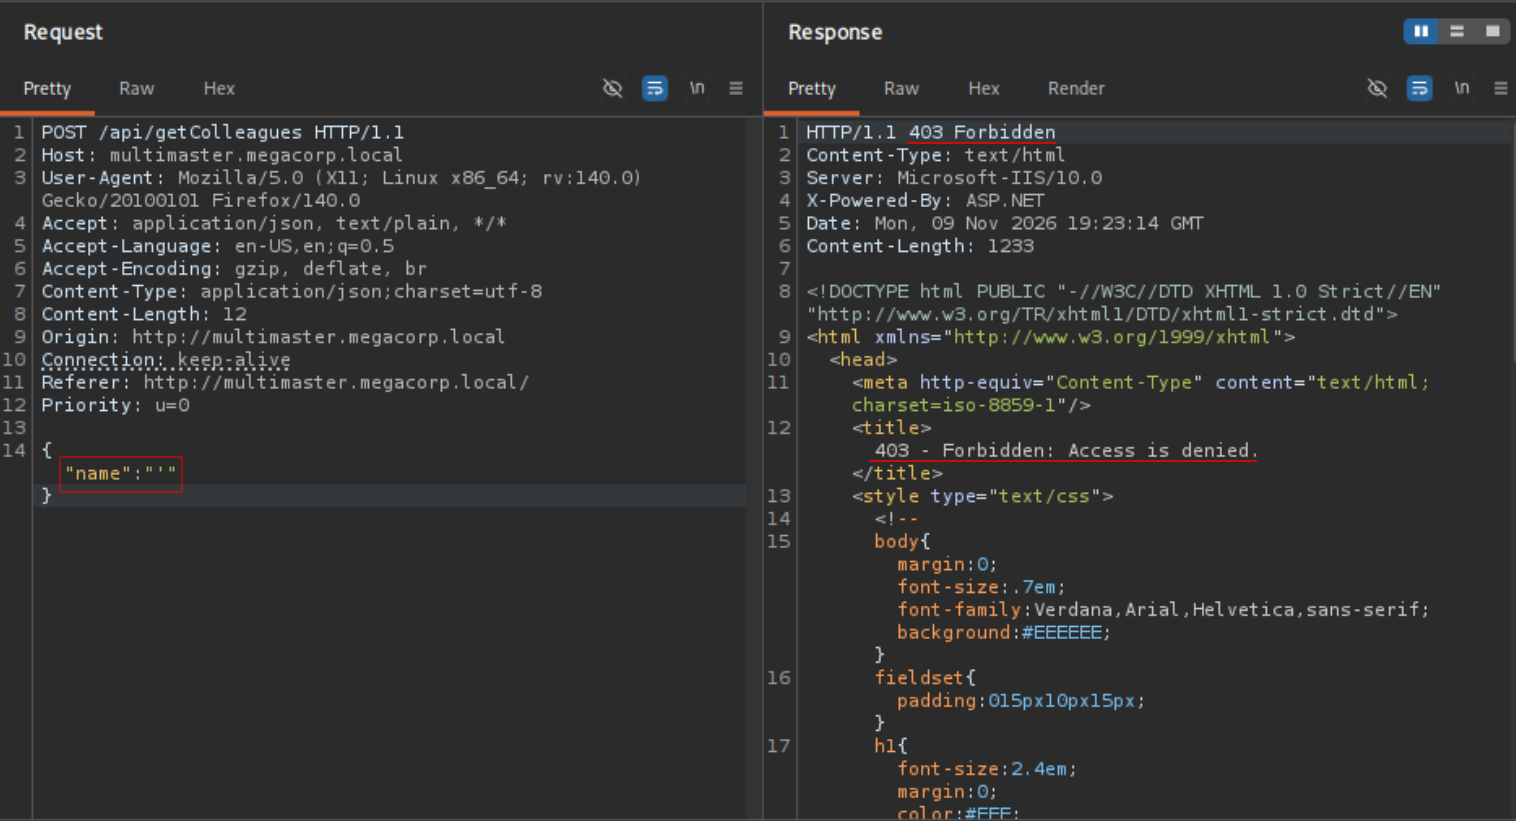 Request
Pretty Raw Hex \n
1 POST /api/getColleagues HTTP/1.1
2 Host: multimaster.megacorp.local
3 User-Agent: Mozilla/5.0 (X11; Linux x86_64; rv:140.0)
Gecko/20100101 Firefox/140.0
4 Accept: application/json, text/plain, */*
5 Accept-Language: en-US,en;q=0.5
6 Accept-Encoding: gzip, deflate, br
7 Content-Type: application/json;charset=utf-8
8 Content-Length: 12
9 Origin: http://multimaster.megacorp.local
10 Connection: keep-alive
11 Referer: http://multimaster.megacorp.local/
12 Priority: u=0
13
14 {
"name":"'"
}
Response
Pretty Raw Hex Render \n
1 HTTP/1.1 403 Forbidden
2 Content-Type: text/html
3 Server: Microsoft-IIS/10.0
4 X-Powered-By: ASP.NET
5 Date: Mon, 09 Nov 2026 19:23:14 GMT
6 Content-Length: 1233
7
8 <!DOCTYPE html PUBLIC "-//W3C//DTD XHTML 1.0 Strict//EN"
"http://www.w3.org/TR/xhtml1/DTD/xhtml1-strict.dtd">
9 <html xmlns="http://www.w3.org/1999/xhtml">
10 <head>
11 <meta http-equiv="Content-Type" content="text/html;
charset=iso-8859-1"/>
12 <title>
403 - Forbidden: Access is denied.
</title>
13 <style type="text/css">
14 <!--
15 body{
margin:0;
font-size:.7em;
font-family:Verdana,Arial,Helvetica,sans-serif;
background:#EEEEEE;
}
16 fieldset{
padding:015px10px15px;
}
17 h1{
font-size:2.4em;
margin:0;
color:#FFF;